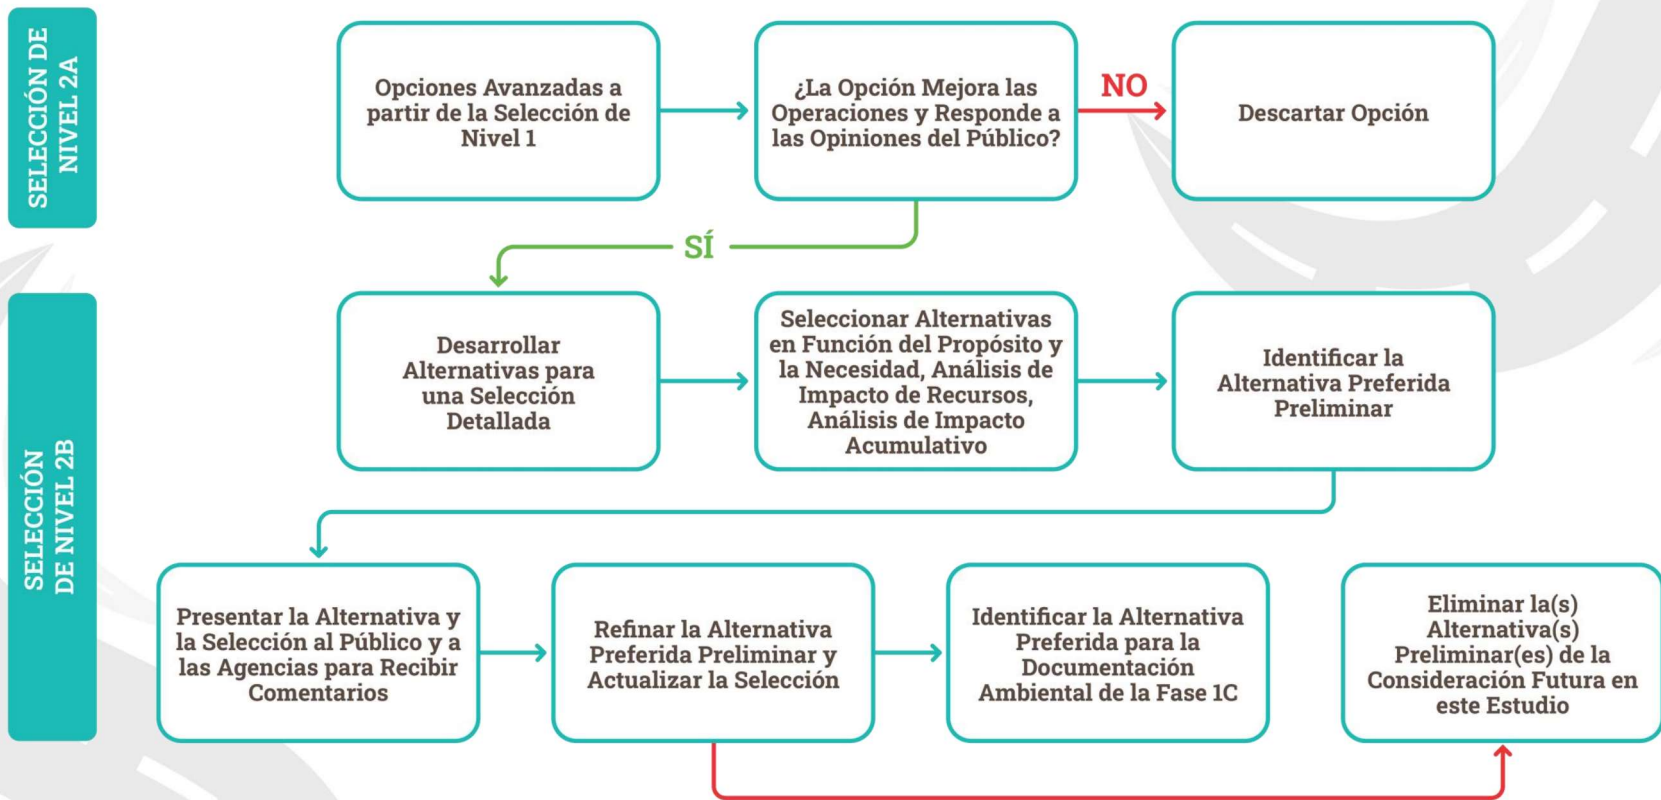 SELECCIÓN DE
NIVEL 2A
Opciones Avanzadas a
partir de la Selección de
Nivel 1
¿La Opción Mejora las
Operaciones y Responde a
las Opiniones del Público?
NO
Descartar Opción
SÍ
SELECCIÓN
DE NIVEL 2B
Desarrollar
Alternativas para
una Selección
Detallada
Seleccionar Alternativas
en Función del Propósito y
la Necesidad, Análisis de
Impacto de Recursos,
Análisis de Impacto
Acumulativo
Identificar la
Alternativa Preferida
Preliminar
Presentar la Alternativa y
la Selección al Público y a
las Agencias para Recibir
Comentarios
Refinar la Alternativa
Preferida Preliminar y
Actualizar la Selección
Identificar la Alternativa
Preferida para la
Documentación
Ambiental de la Fase 1C
Eliminar la(s)
Alternativa(s)
Preliminar(es) de la
Consideración Futura en
este Estudio